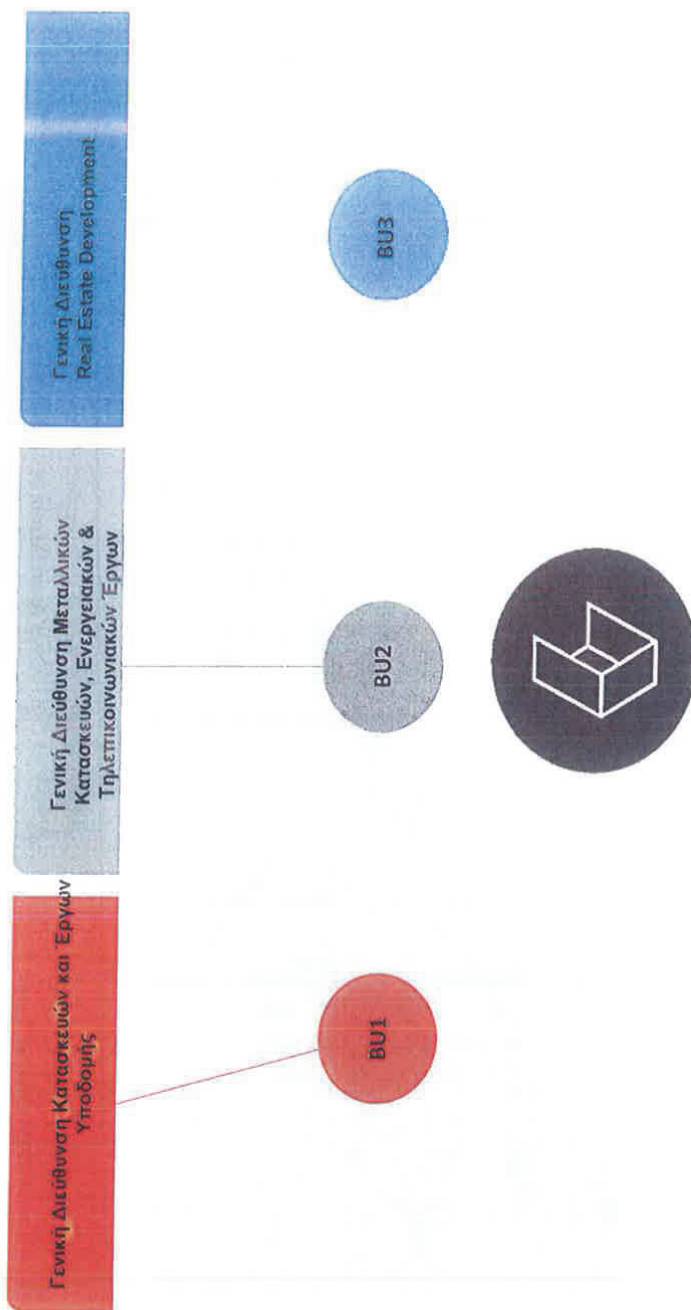 Γενική Διεύθυνση Κατασκευών και Έργων
Υποδομής
Γενική Διεύθυνση Μεταλλικών
Κατασκευών, Ενεργειακών &
Τηλεπικοινωνιακών Έργων
Γενική Διεύθυνση
Real Estate Development
BU1
BU2
BU3